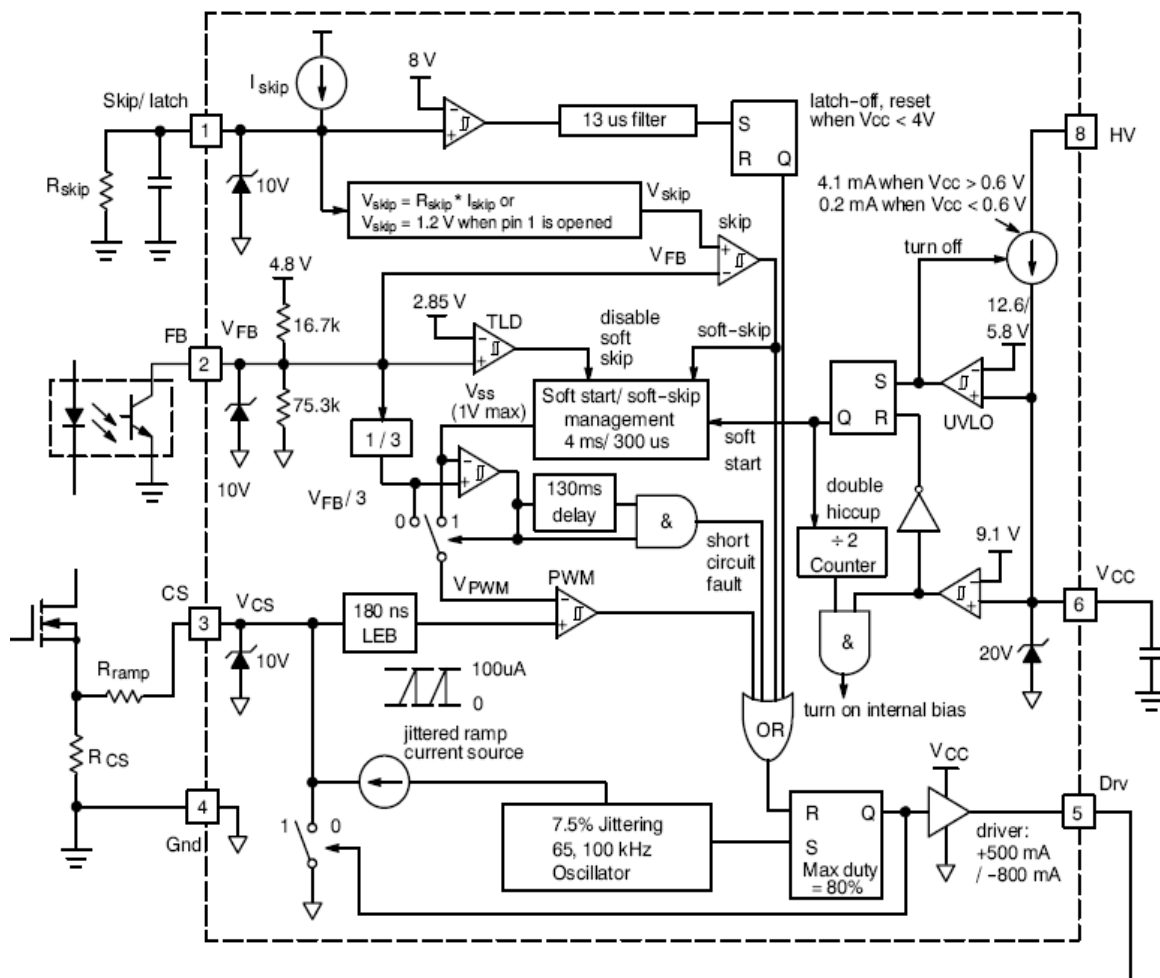 I skip
8 V
Skip/ latch
1
R skip
10V
13 us filter
S
R Q
latch-off, reset
when Vcc < 4V
8
HV
V skip = R skip * I skip or
V skip = 1.2 V when pin 1 is opened
V skip
skip
4.1 mA when Vcc > 0.6 V
0.2 mA when Vcc < 0.6 V
turn off
V FB
4.8 V
16.7k
2.85 V
TLD
disable
soft
skip
soft-skip
12.6/
5.8 V
FB
2
V FB
75.3k
10V
V ss
(1V max)
Soft start/ soft-skip
management
4 ms/ 300 us
S
Q R
UVLO
soft
start
1 / 3
V FB / 3
0
1
130ms
delay
&
short
circuit
fault
double
hiccup
÷ 2
Counter
9.1 V
V CC
6
CS
3
V CS
10V
180 ns
LEB
V PWM
PWM
&
20V
R ramp
100uA
0
turn on internal bias
OR
jittered ramp
current source
R CS
4
Gnd
1
0
7.5% Jittering
65, 100 kHz
Oscillator
R Q
S
Max duty
= 80%
V CC
driver:
+500 mA
/ -800 mA
Drv
5